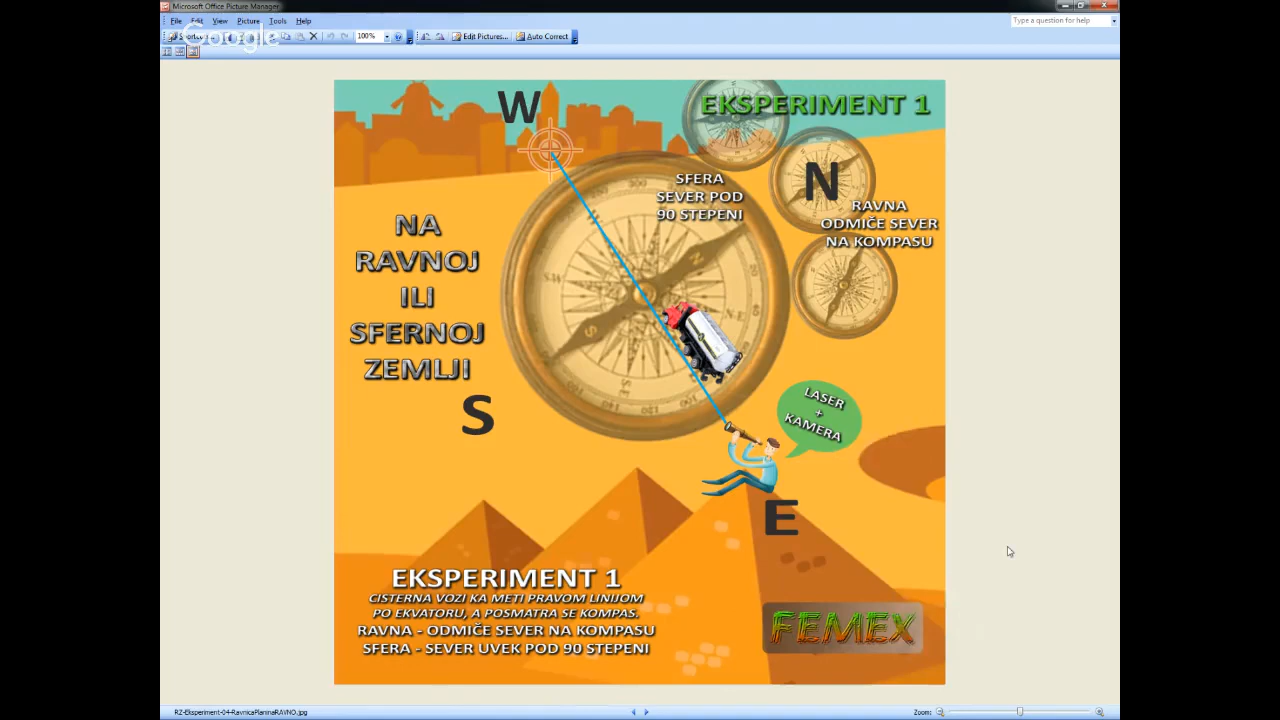 Microsoft Office Picture Manager
File Edit View Picture Tools Help
Type a question for help
Google
100% Edit Pictures... Auto Correct
W
EKSPERIMENT 1
SFERA
SEVER POD
90 STEPENI
N
RAVNA
ODMIČE SEVER
NA KOMPASU
NA
RAVNOJ
ILI
SFERNOJ
ZEMLJI
S
LASER
+
KAMERA
E
EKSPERIMENT 1
CISTERNA VOZI KA METI PRAVOM LINIJOM
PO EKVATORU, A POSMATRA SE KOMPAS.
RAVNA - ODMIČE SEVER NA KOMPASU
SFERA - SEVER UVEK POD 90 STEPENI
FEMEX
RZ-Eksperiment-04-RavnicaPlaninaRAVNO.jpg
Zoom: